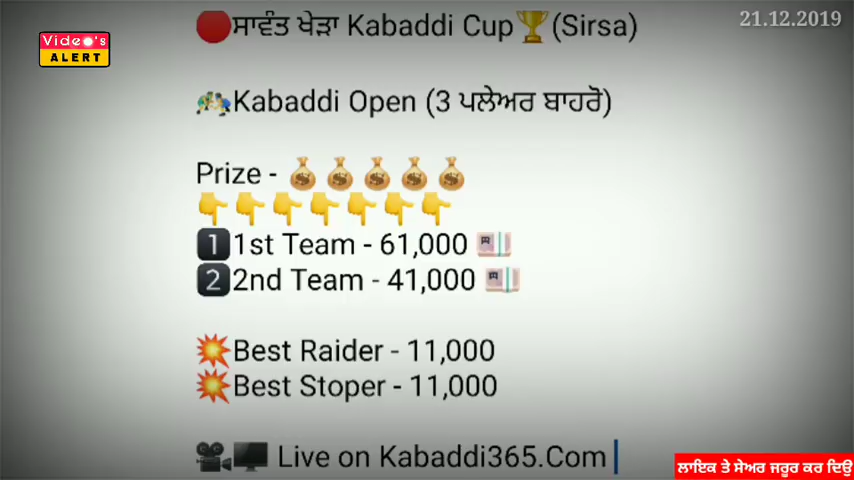 🔴ਸਾਵੰਤ ਖੇੜਾ Kabaddi Cup🏆(Sirsa)
21.12.2019
Video's
ALERT
🤼Kabaddi Open (3 ਪਲੇਅਰ ਬਾਹਰੋ)
Prize - 💰💰💰💰💰
👇👇👇👇👇👇👇
1️⃣1st Team - 61,000 💴
2️⃣2nd Team - 41,000 💴
💥Best Raider - 11,000
💥Best Stoper - 11,000
🎥🖥 Live on Kabaddi365.Com
ਲਾਇਕ ਤੇ ਸੇਅਰ ਜਰੂਰ ਕਰ ਦਿਉ